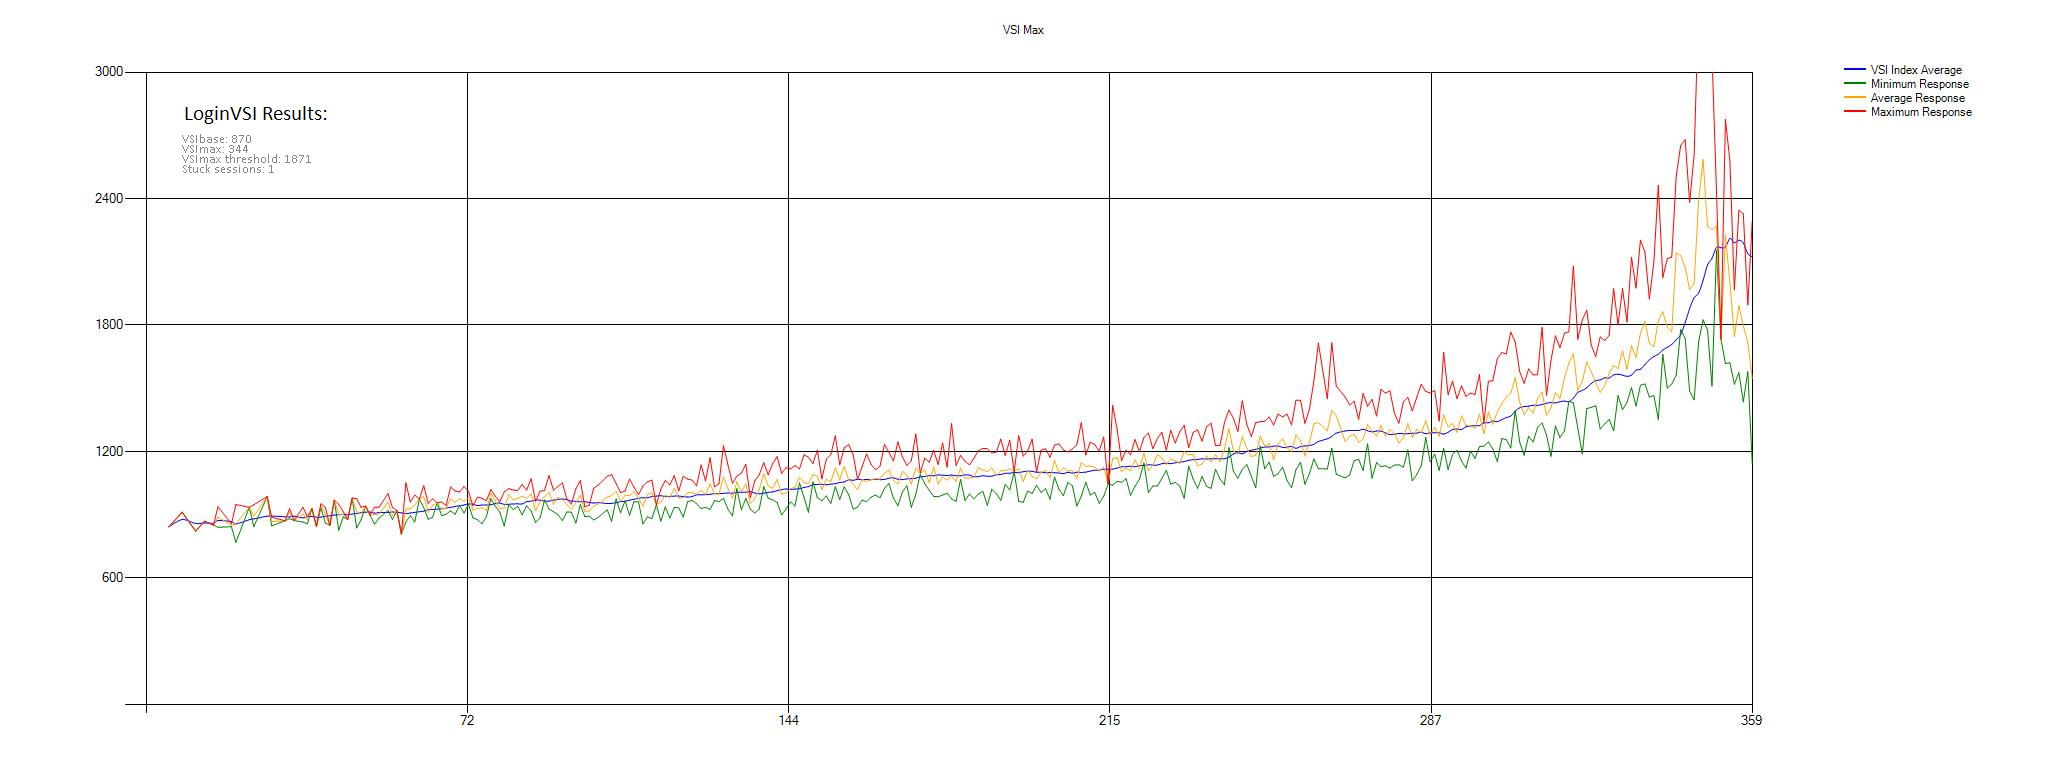 VSI Max
3000
2400
1800
1200
600
LoginVSI Results:
VSIbase: 870
VSImax: 344
VSImax threshold: 1871
Stuck sessions: 1
72
144
215
287
359
VSI Index Average
Minimum Response
Average Response
Maximum Response